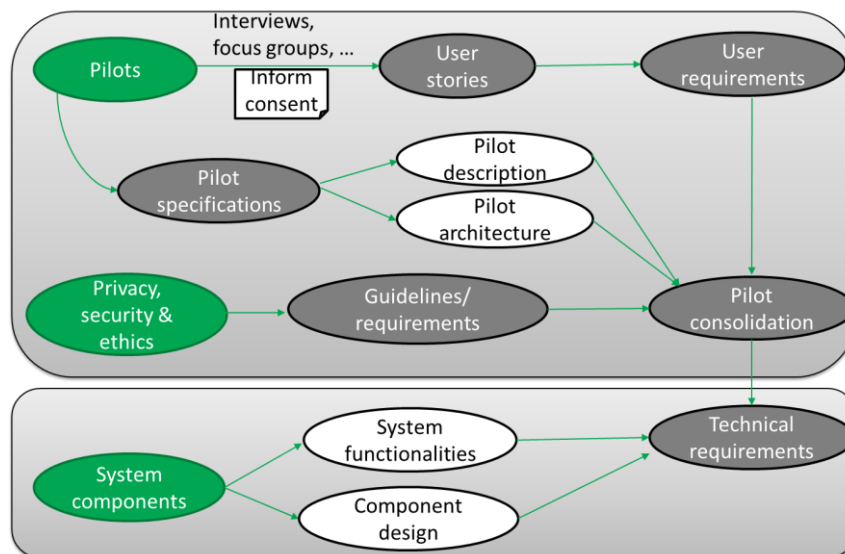 Interviews,
focus groups, ...
Pilots
Inform
consent
User
stories
User
requirements
Pilot
specifications
Pilot
description
Pilot
architecture
Privacy,
security &
ethics
Guidelines/
requirements
Pilot
consolidation
System
functionalities
Technical
requirements
System
components
Component
design